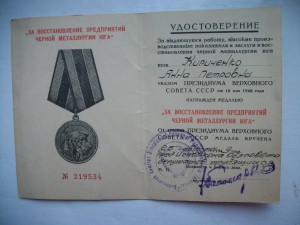 "ЗА ВОССТАНОВЛЕНИЕ ПРЕДПРИЯТИЙ
ЧЕРНОЙ МЕТАЛЛУРГИИ ЮГА"
№ 219534
УДОСТОВЕРЕНИЕ
За выдающуюся работу, высокие произ-
водственные показатели и заслуги в восста-
новлении черной металлургии юга
Кириченко
Анна Петровна
УКАЗОМ ПРЕЗИДИУМА ВЕРХОВНОГО
СОВЕТА СССР от 18 мая 1948 года
НАГРАЖДЕН МЕДАЛЬЮ
"ЗА ВОССТАНОВЛЕНИЕ ПРЕДПРИЯТИЙ
ЧЕРНОЙ МЕТАЛЛУРГИИ ЮГА"
От имени ПРЕЗИДИУМА ВЕРХОВНОГО
СОВЕТА СССР МЕДАЛЬ ВРУЧЕНА